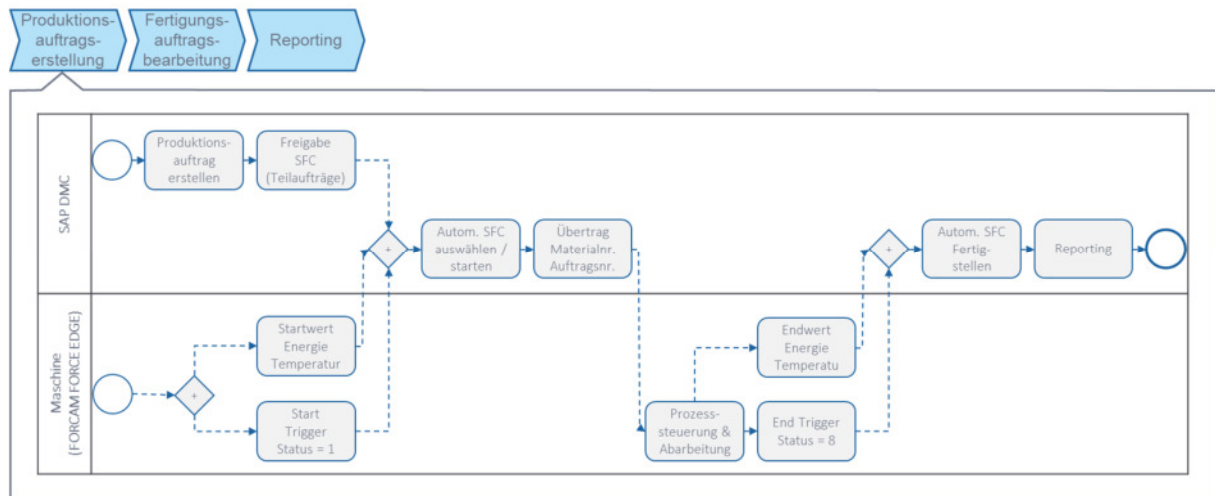 Produktions-
auftrags-
erstellung
Fertigungs-
auftrags-
bearbeitung
Reporting
SAP DMC
Produktions-
auftrag
erstellen
Freigabe
SFC
(Teilaufträge)
+
Autom. SFC
auswählen /
starten
Übertrag
Materialnr.
Auftragsnr.
+
Autom. SFC
Fertig-
stellen
Reporting
Maschine
(FORCAM FORCE EDGE)
+
Startwert
Energie
Temperatur
Start
Trigger
Status = 1
Prozess-
steuerung &
Abarbeitung
Endwert
Energie
Temperatu
End Trigger
Status = 8